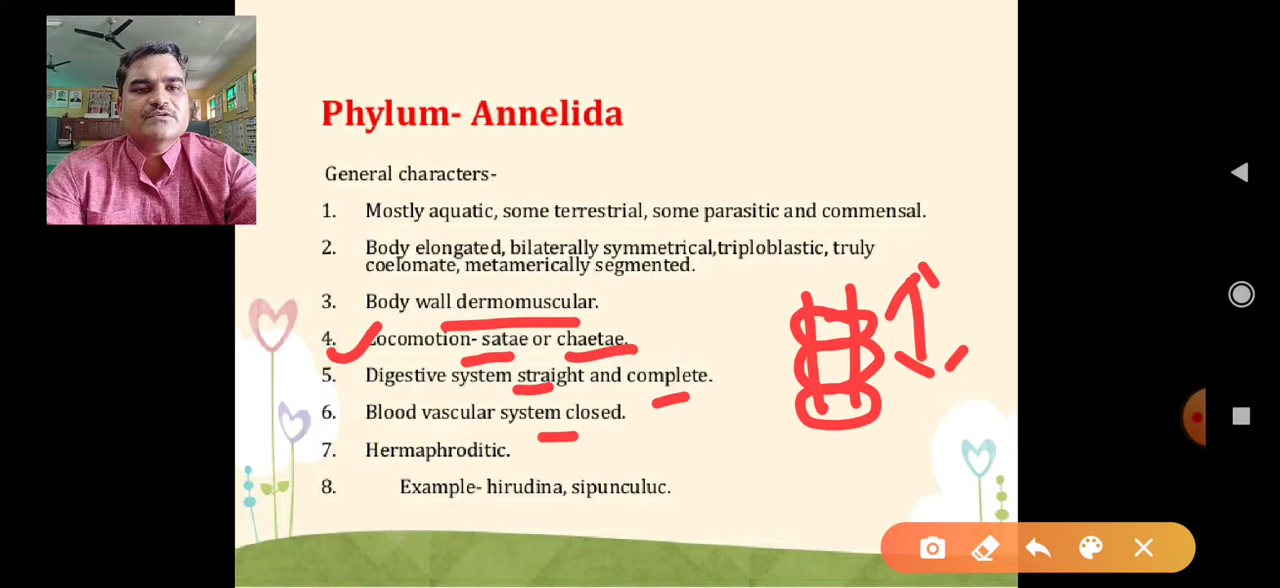 Phylum- Annelida
General characters-
1. Mostly aquatic, some terrestrial, some parasitic and commensal.
2. Body elongated, bilaterally symmetrical,triploblastic, truly
coelomate, metamerically segmented.
3. Body wall dermomuscular.
4. Locomotion- satae or chaetae.
5. Digestive system straight and complete.
6. Blood vascular system closed.
7. Hermaphroditic.
8. Example- hirudina, sipunculuc.